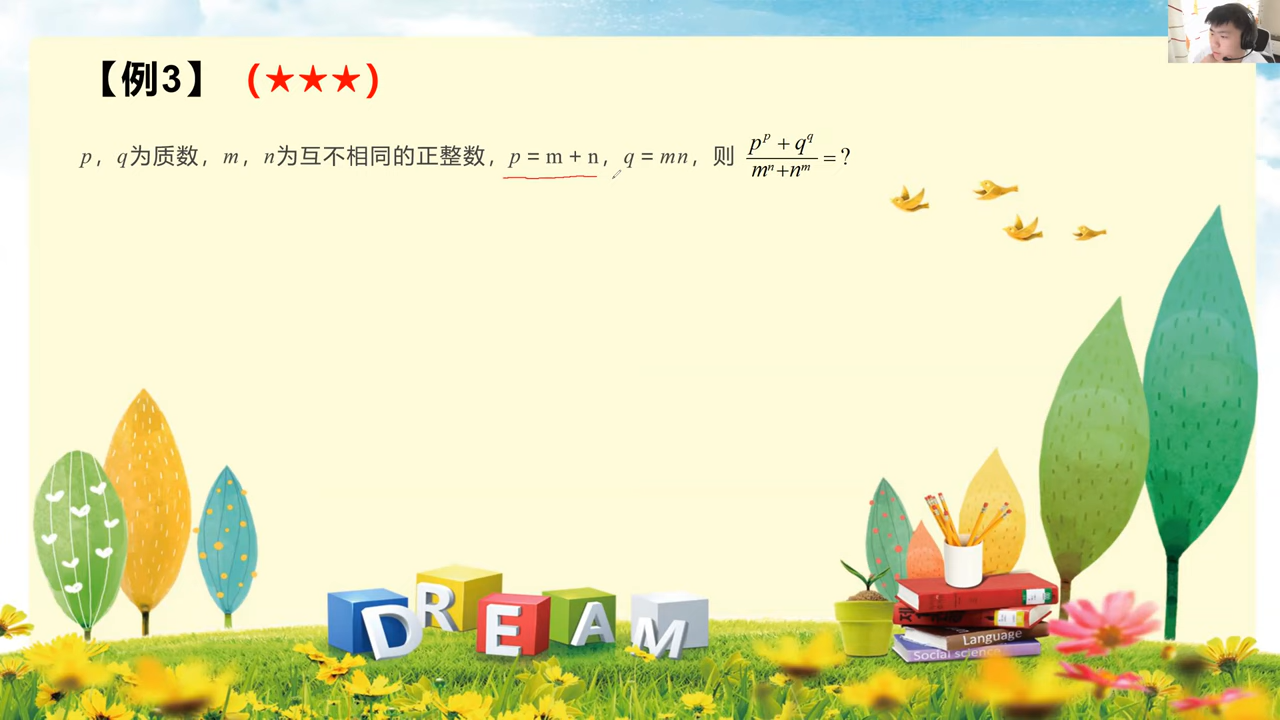 【例3】 (★★★)
p，q为质数，m，n为互不相同的正整数，p = m + n，q = mn，则 \frac{p^p + q^q}{m^n + n^m} = ?
DREAM
Language
Social science